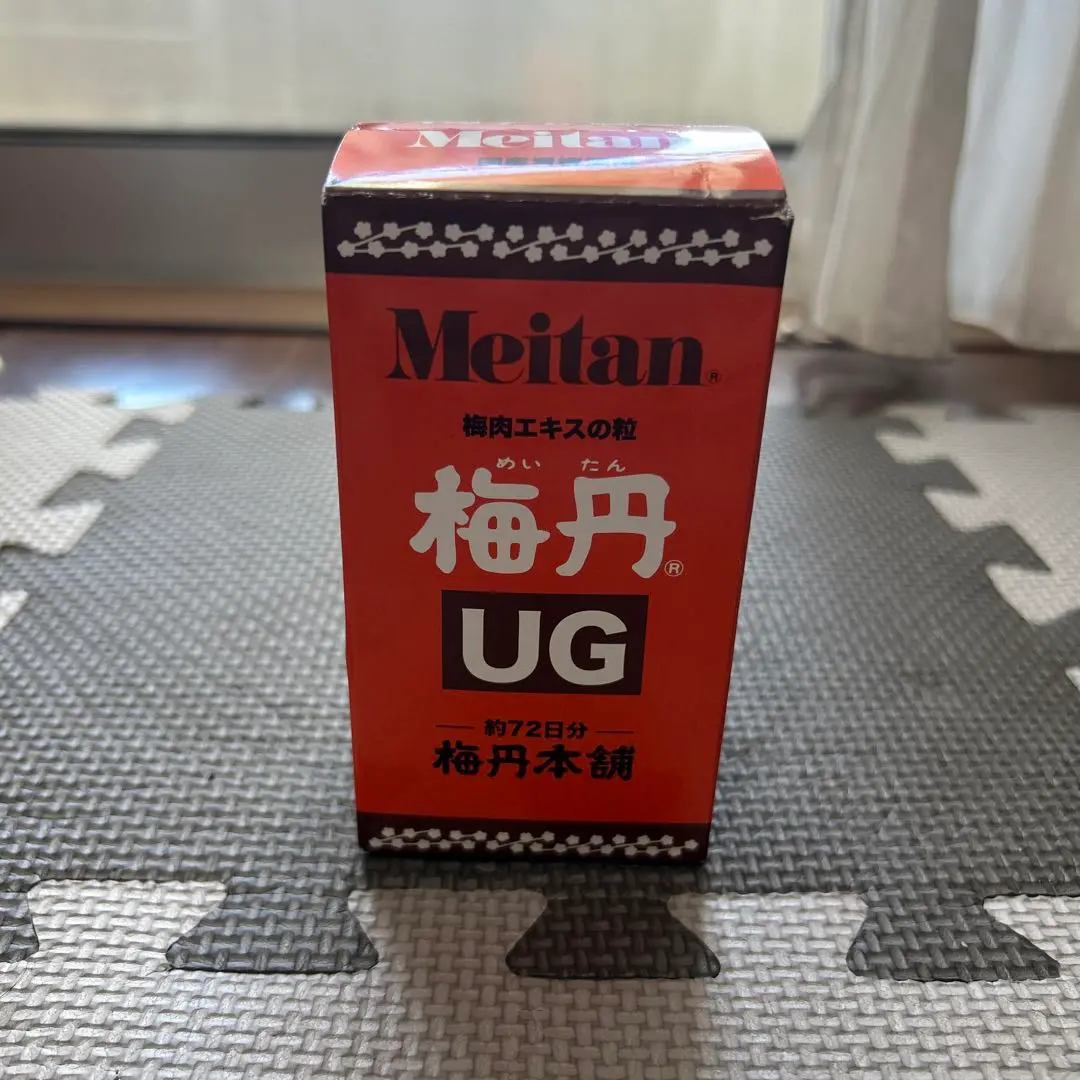 Meitan
Meitan®
梅肉エキスの粒
めい たん
梅丹®
UG
約72日分
梅丹本舗